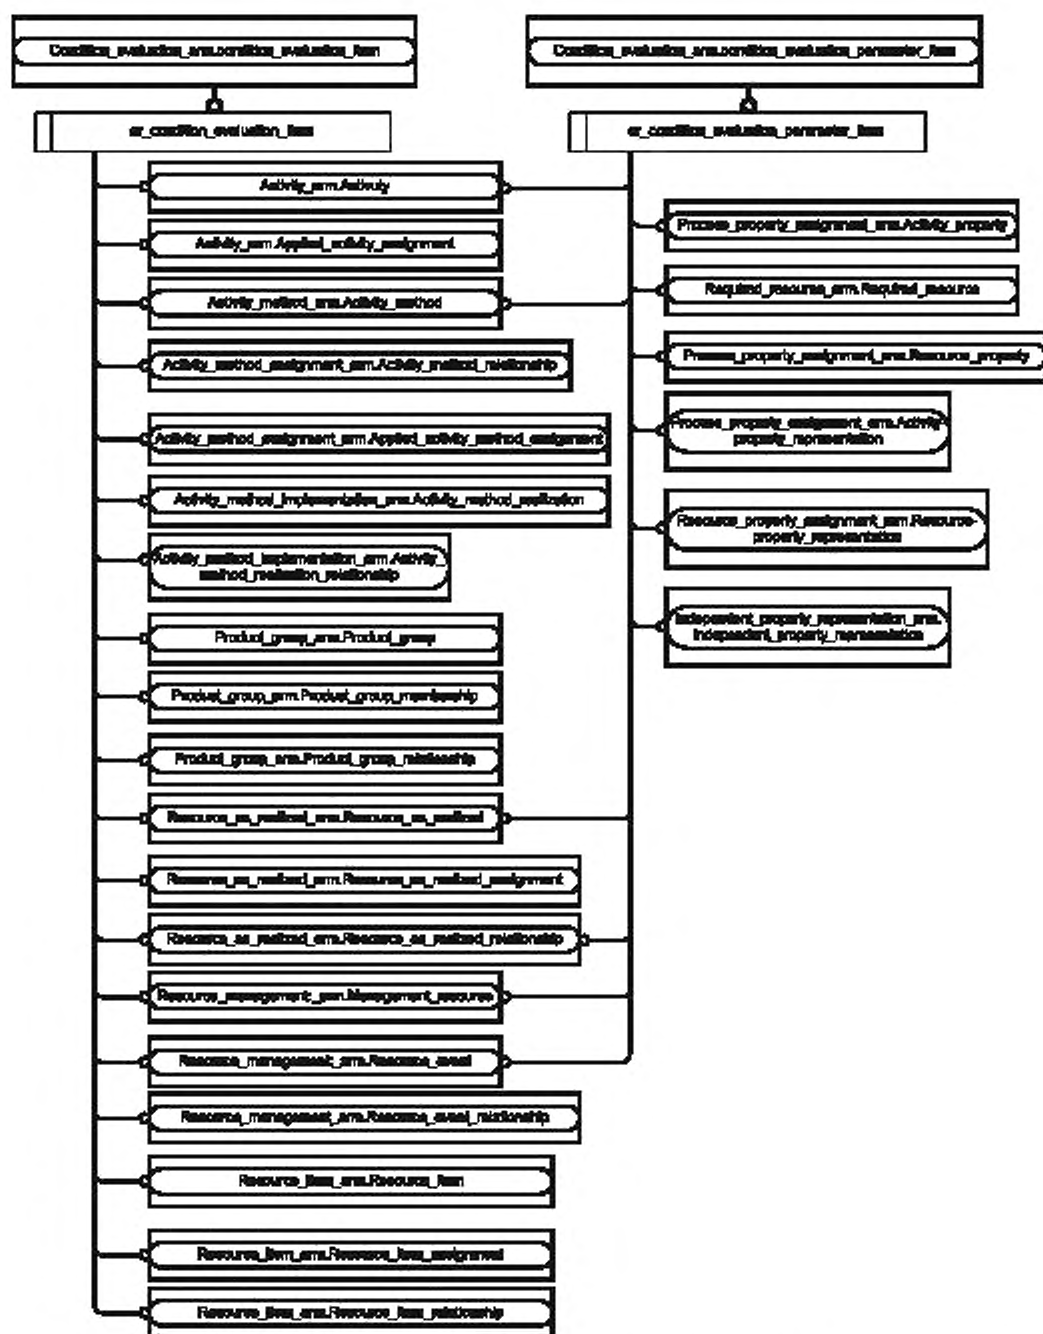 Condition_evaluation_arm.condition_evaluation_item
Condition_evaluation_arm.condition_evaluation_parameter_item
er_condition_evaluation_item
er_condition_evaluation_parameter_item
Activity_arm.Activity
Process_property_assignment_arm.Activity_property
Activity_arm.Applied_activity_assignment
Required_resource_arm.Required_resource
Activity_method_arm.Activity_method
Process_property_assignment_arm.Resource_property
Activity_method_assignment_arm.Activity_method_relationship
Process_property_assignment_arm.Activity-
property_representation
Activity_method_assignment_arm.Applied_activity_method_assignment
Activity_method_implementation_arm.Activity_method_realization
Resource_property_assignment_arm.Resource-
property_representation
Activity_method_implementation_arm.Activity_
method_realization_relationship
Independent_property_representation_arm.
Independent_property_representation
Product_group_arm.Product_group
Product_group_arm.Product_group_membership
Product_group_arm.Product_group_relationship
Resource_as_realized_arm.Resource_as_realized
Resource_as_realized_arm.Resource_as_realized_assignment
Resource_as_realized_arm.Resource_as_realized_relationship
Resource_management_arm.Management_resource
Resource_management_arm.Resource_event
Resource_management_arm.Resource_event_relationship
Resource_item_arm.Resource_item
Resource_item_arm.Resource_item_assignment
Resource_item_arm.Resource_item_relationship